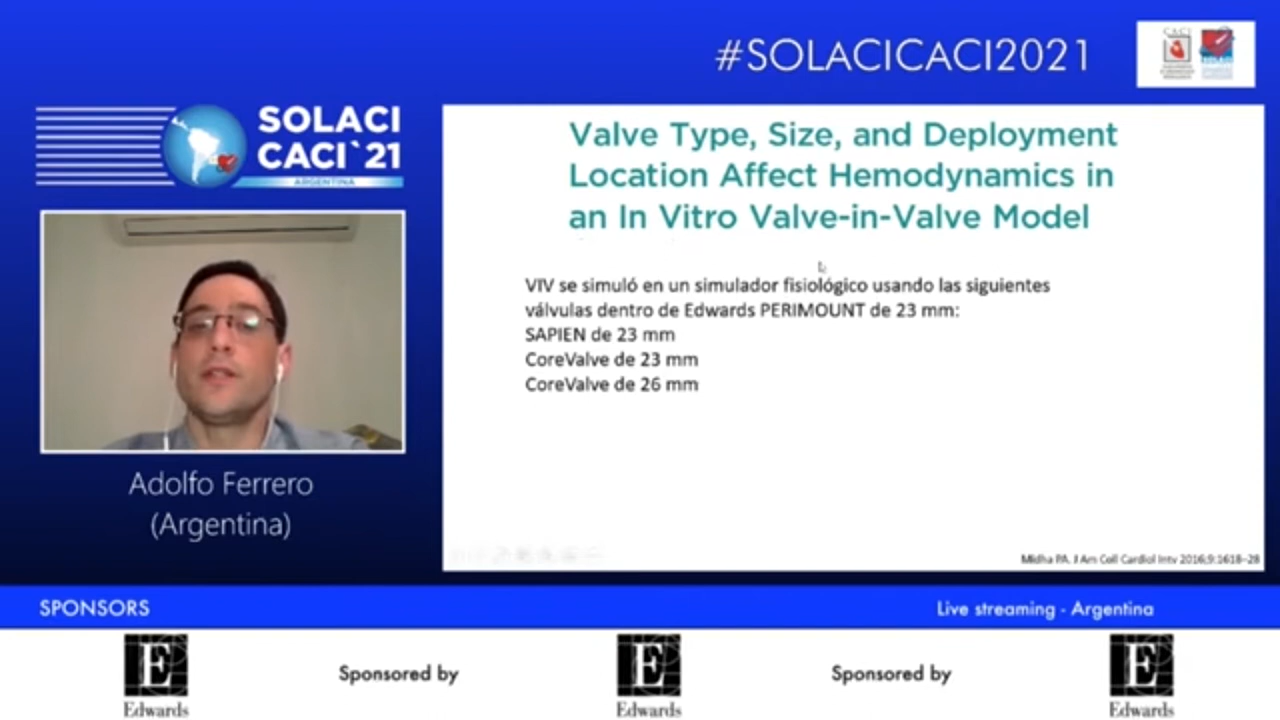 #SOLACICACI2021
CACI
SOLACI
SOLACI
CACI`21
ARGENTINA
Valve Type, Size, and Deployment
Location Affect Hemodynamics in
an In Vitro Valve-in-Valve Model
VIV se simuló en un simulador fisiológico usando las siguientes
válvulas dentro de Edwards PERIMOUNT de 23 mm:
SAPIEN de 23 mm
CoreValve de 23 mm
CoreValve de 26 mm
Midha PA. J Am Coll Cardiol Intv 2016;9:1618–28
Adolfo Ferrero
(Argentina)
SPONSORS
Live streaming - Argentina
Edwards
Sponsored by
Edwards
Sponsored by
Edwards